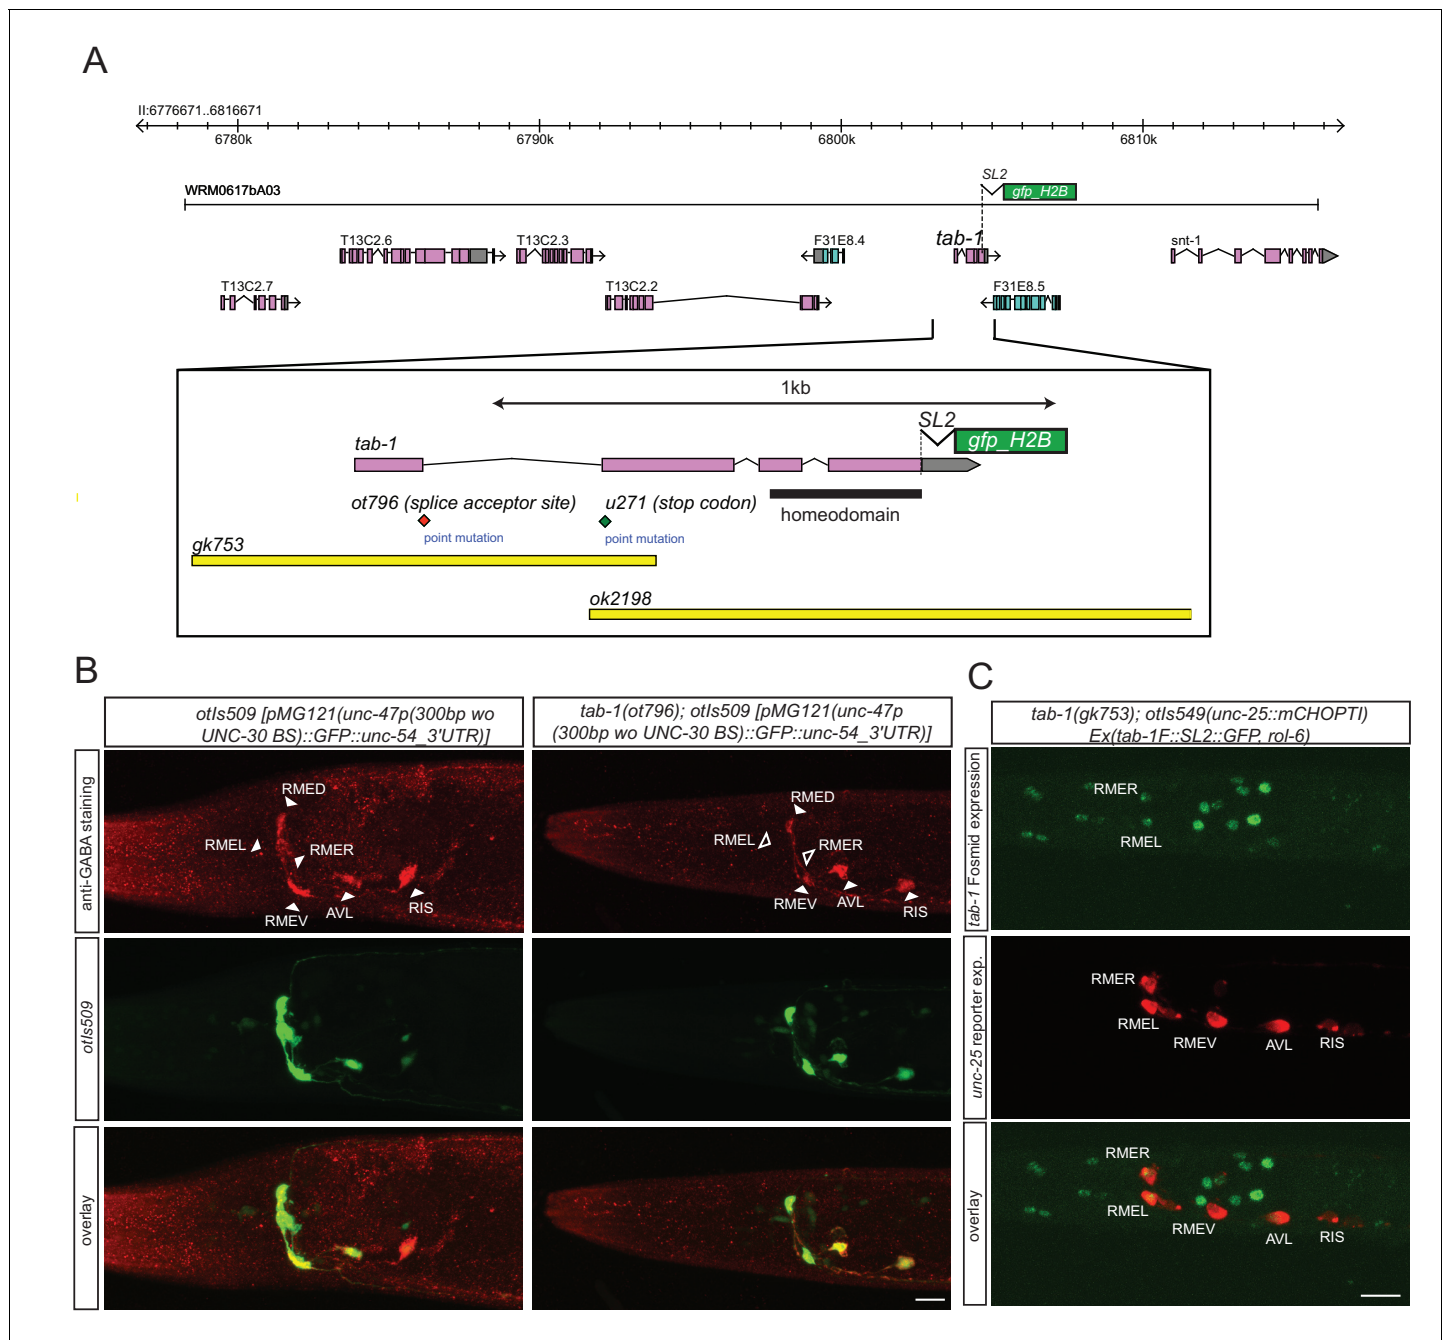 A
II:6776671..6816671
6780k 6790k 6800k 6810k
WRM0617bA03
SL2
gfp_H2B
T13C2.6 T13C2.3 F31E8.4 tab-1 snt-1
T13C2.7 T13C2.2 F31E8.5
1kb
SL2
gfp_H2B
tab-1
ot796 (splice acceptor site) u271 (stop codon)
homeodomain
point mutation point mutation
gk753
ok2198
B
otIs509 [pMG121(unc-47p(300bp wo
UNC-30 BS)::GFP::unc-54_3'UTR)]
tab-1(ot796); otIs509 [pMG121(unc-47p
(300bp wo UNC-30 BS)::GFP::unc-54_3'UTR)]
anti-GABA staining
RMED
RMEL
RMER
RMEV
AVL
RIS
RMED
RMEL
RMER
RMEV
AVL
RIS
otIs509
overlay
C
tab-1(gk753); otIs549(unc-25::mCHOPTI)
Ex(tab-1F::SL2::GFP, rol-6)
tab-1 Fosmid expression
RMER
RMEL
unc-25 reporter exp.
RMER
RMEL
RMEV
AVL
RIS
overlay
RMER
RMEL
RMEV
AVL
RIS